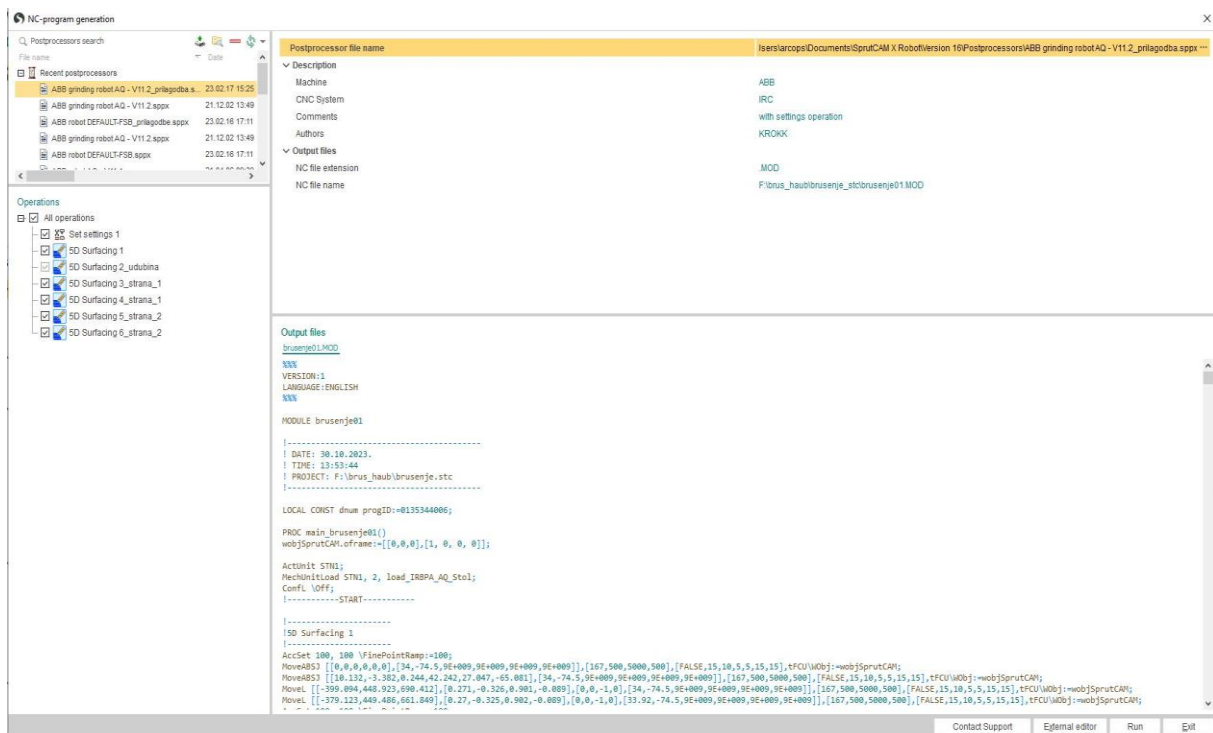 NC-program generation
Postprocessors search
File name Date
Recent postprocessors
ABB grinding robot AQ - V11.2_prilagodba.s... 23.02.17 15:25
ABB grinding robot AQ - V11.2.sppx 21.12.02 13:49
ABB robot DEFAULT-FSB_prilagodbe.sppx 23.02.16 17:11
ABB grinding robot AQ - V11.2.sppx 21.12.02 13:49
ABB robot DEFAULT-FSB.sppx 23.02.16 17:11
Operations
All operations
Set settings 1
5D Surfacing 1
5D Surfacing 2_udubina
5D Surfacing 3_strana_1
5D Surfacing 4_strana_1
5D Surfacing 5_strana_2
5D Surfacing 6_strana_2
Postprocessor file name lsers\arcops\Documents\SprutCAM X Robot\Version 16\Postprocessors\ABB grinding robot AQ - V11.2_prilagodba.sppx ...
Description
Machine ABB
CNC System IRC
Comments with settings operation
Authors KROKK
Output files
NC file extension .MOD
NC file name F:\brus_haub\brusenje_stc\brusenje01.MOD
Output files
brusenje01.MOD
%%%
VERSION:1
LANGUAGE:ENGLISH
%%%
MODULE brusenje01
!-----------------------------------------
! DATE: 30.10.2023.
! TIME: 13:53:44
! PROJECT: F:\brus_haub\brusenje.stc
!-----------------------------------------
LOCAL CONST dnum progID:=0135344006;
PROC main_brusenje01()
wobjSprutCAM.oframe:=[[0,0,0],[1, 0, 0, 0]];
ActUnit STN1;
MechUnitLoad STN1, 2, load_IRBPA_AQ_Stol;
ConfL \Off;
!-----------START-----------
!----------------------
!5D Surfacing 1
!----------------------
AccSet 100, 100 \FinePointRamp:=100;
MoveABSJ [[0,0,0,0,0,0],[34,-74.5,9E+009,9E+009,9E+009,9E+009]],[167,500,5000,500],[FALSE,15,10,5,5,15,15],tFCU\WObj:=wobjSprutCAM;
MoveABSJ [[10.132,-3.382,0.244,42.242,27.047,-65.081],[34,-74.5,9E+009,9E+009,9E+009,9E+009]],[167,500,5000,500],[FALSE,15,10,5,5,15,15],tFCU\WObj:=wobjSprutCAM;
MoveL [[-399.094,448.923,690.412],[0.271,-0.326,0.901,-0.089],[0,0,-1,0],[34,-74.5,9E+009,9E+009,9E+009,9E+009]],[167,500,5000,500],[FALSE,15,10,5,5,15,15],tFCU\WObj:=wobjSprutCAM;
MoveL [[-379.123,449.486,661.849],[0.27,-0.325,0.902,-0.089],[0,0,-1,0],[33.92,-74.5,9E+009,9E+009,9E+009,9E+009]],[167,500,5000,500],[FALSE,15,10,5,5,15,15],tFCU\WObj:=wobjSprutCAM;
Contact Support External editor Run Exit